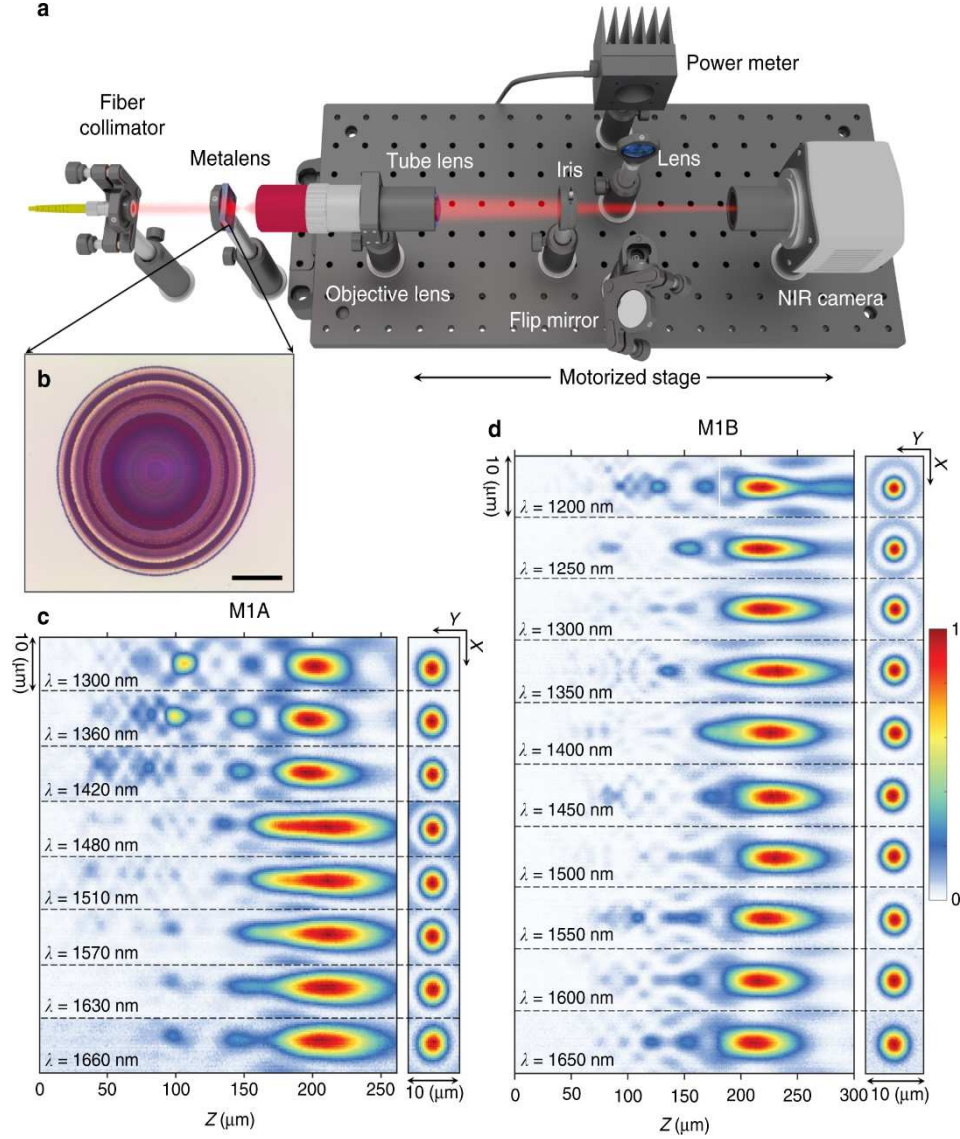 a
Fiber
collimator
Metalens
Tube lens
Objective lens
Iris
Power meter
Lens
Flip mirror
NIR camera
Motorized stage
b
c
M1A
10 (μm)
Y
X
λ = 1300 nm
λ = 1360 nm
λ = 1420 nm
λ = 1480 nm
λ = 1510 nm
λ = 1570 nm
λ = 1630 nm
λ = 1660 nm
0 50 100 150 200 250
Z (μm)
10 (μm)
d
M1B
10 (μm)
Y
X
λ = 1200 nm
λ = 1250 nm
λ = 1300 nm
λ = 1350 nm
λ = 1400 nm
λ = 1450 nm
λ = 1500 nm
λ = 1550 nm
λ = 1600 nm
λ = 1650 nm
0 50 100 150 200 250 300
Z (μm)
10 (μm)
1
0